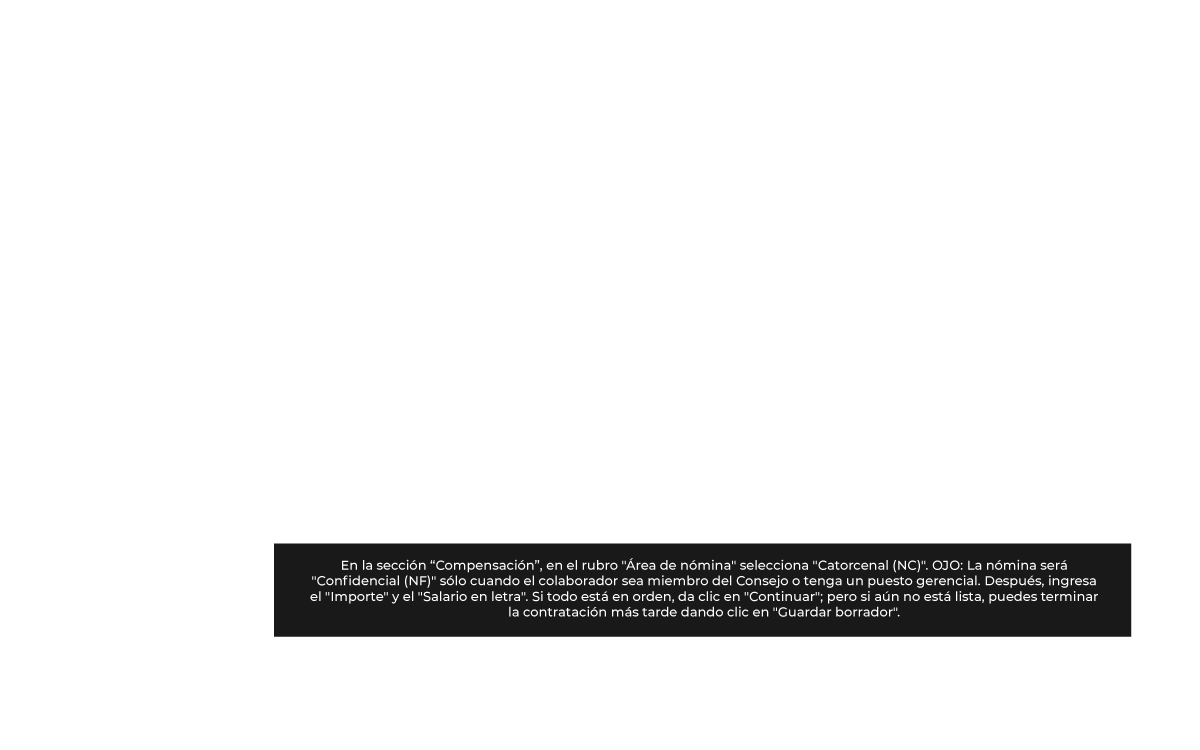 En la sección “Compensación”, en el rubro "Área de nómina" selecciona "Catorcenal (NC)". OJO: La nómina será
"Confidencial (NF)" sólo cuando el colaborador sea miembro del Consejo o tenga un puesto gerencial. Después, ingresa
el "Importe" y el "Salario en letra". Si todo está en orden, da clic en "Continuar"; pero si aún no está lista, puedes terminar
la contratación más tarde dando clic en "Guardar borrador".